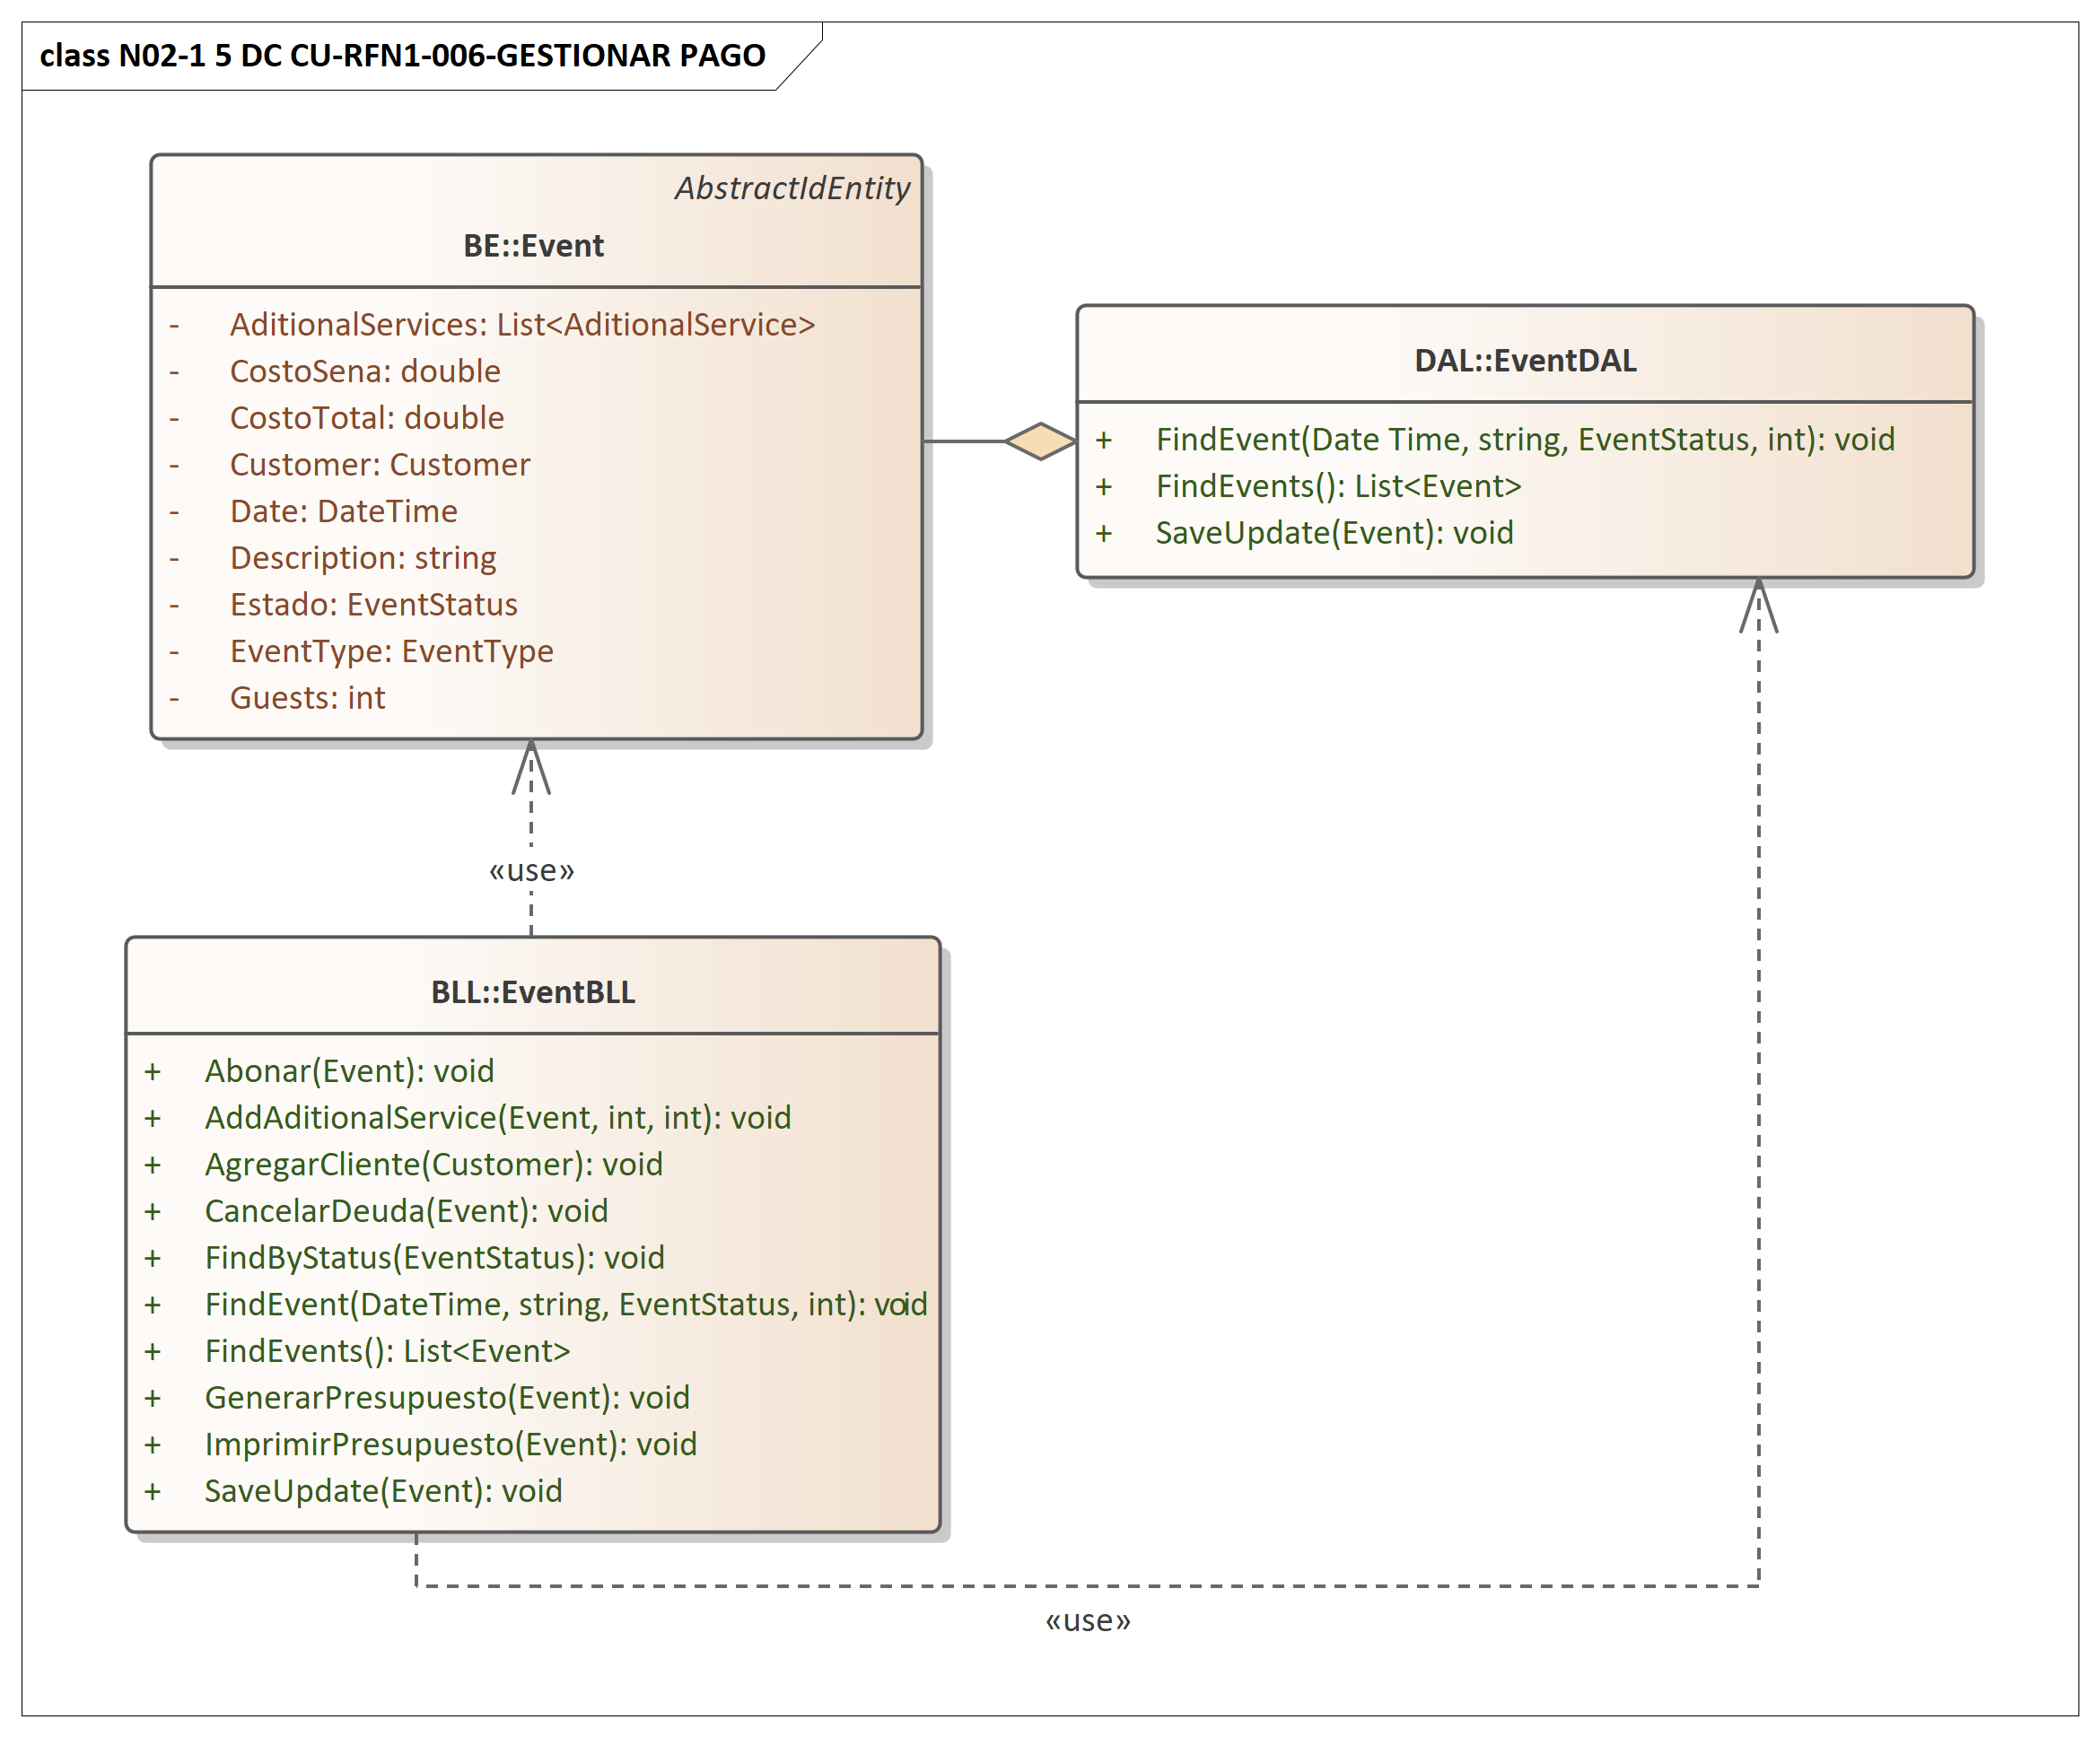 class N02-1 5 DC CU-RFN1-006-GESTIONAR PAGO
AbstractIdEntity
BE::Event
- AditionalServices: List<AditionalService>
- CostoSena: double
- CostoTotal: double
- Customer: Customer
- Date: DateTime
- Description: string
- Estado: EventStatus
- EventType: EventType
- Guests: int
DAL::EventDAL
+ FindEvent(Date Time, string, EventStatus, int): void
+ FindEvents(): List<Event>
+ SaveUpdate(Event): void
«use»
BLL::EventBLL
+ Abonar(Event): void
+ AddAditionalService(Event, int, int): void
+ AgregarCliente(Customer): void
+ CancelarDeuda(Event): void
+ FindByStatus(EventStatus): void
+ FindEvent(DateTime, string, EventStatus, int): void
+ FindEvents(): List<Event>
+ GenerarPresupuesto(Event): void
+ ImprimirPresupuesto(Event): void
+ SaveUpdate(Event): void
«use»